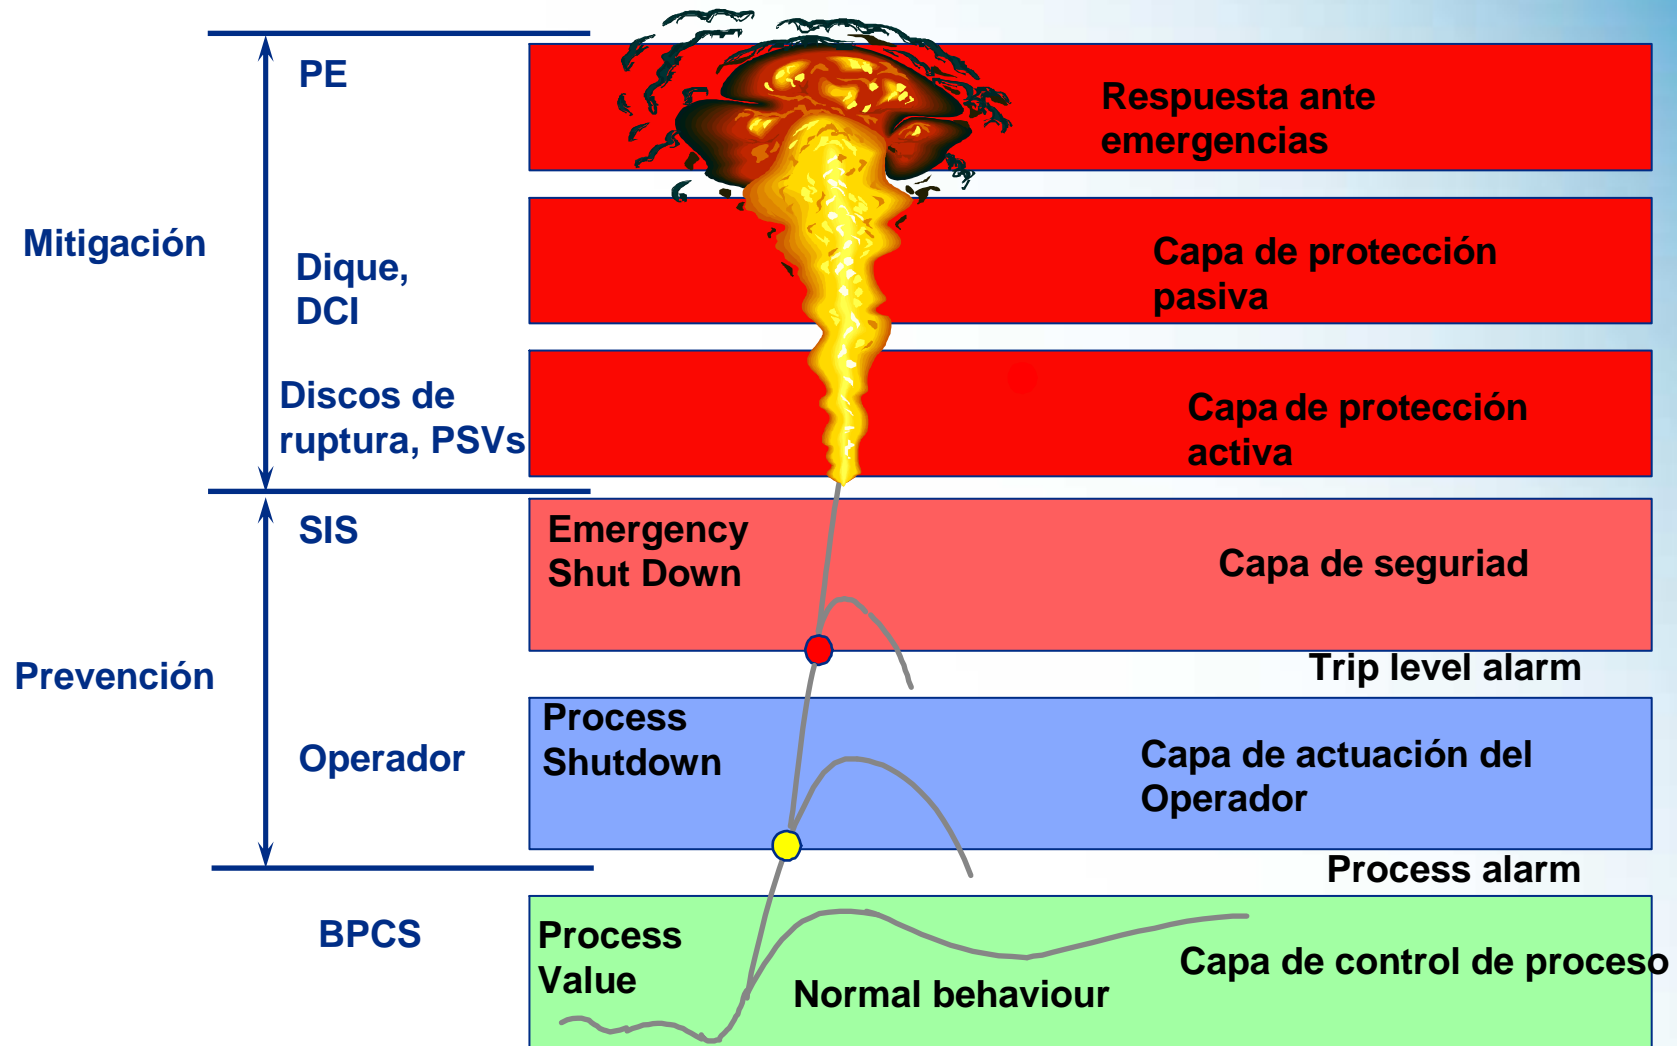 PE
Respuesta ante
emergencias
Mitigación
Dique,
DCI
Capa de protección
pasiva
Discos de
ruptura, PSVs
Capa de protección
activa
SIS
Emergency
Shut Down
Capa de seguriad
Trip level alarm
Prevención
Operador
Process
Shutdown
Capa de actuación del
Operador
Process alarm
BPCS
Process
Value
Normal behaviour
Capa de control de proceso